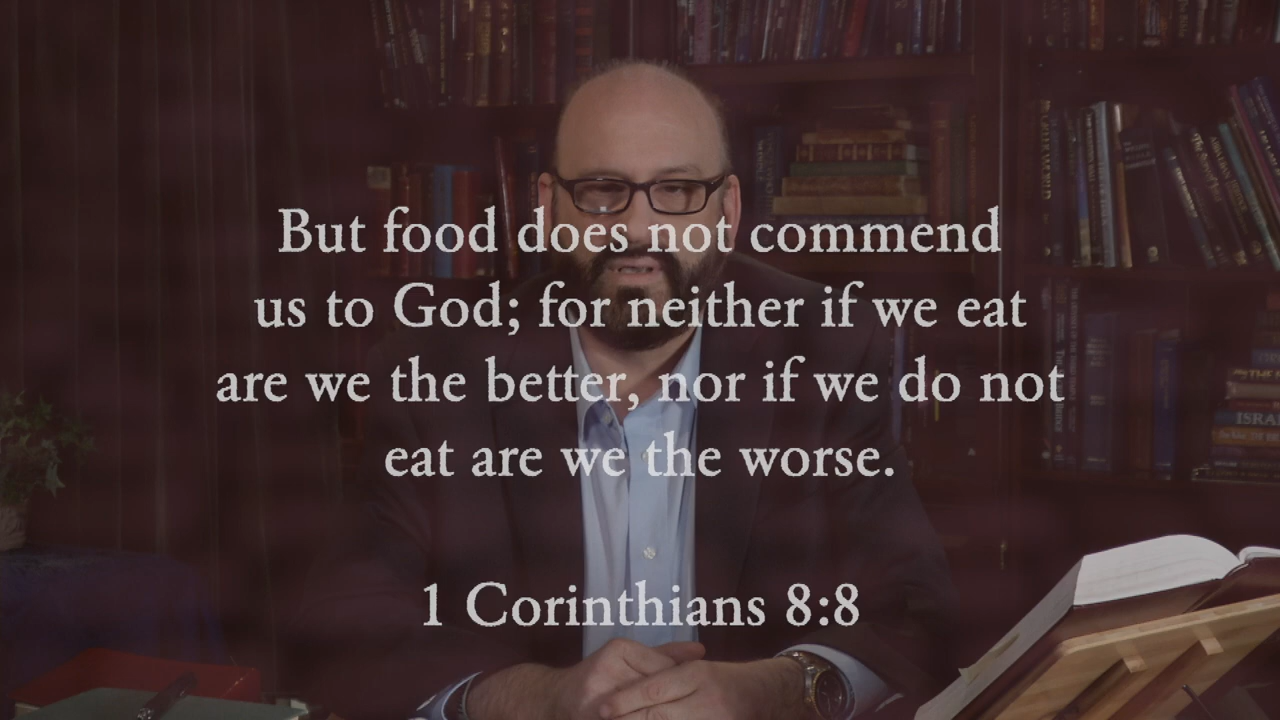 But food does not commend
us to God; for neither if we eat
are we the better, nor if we do not
eat are we the worse.
1 Corinthians 8:8
ISRA